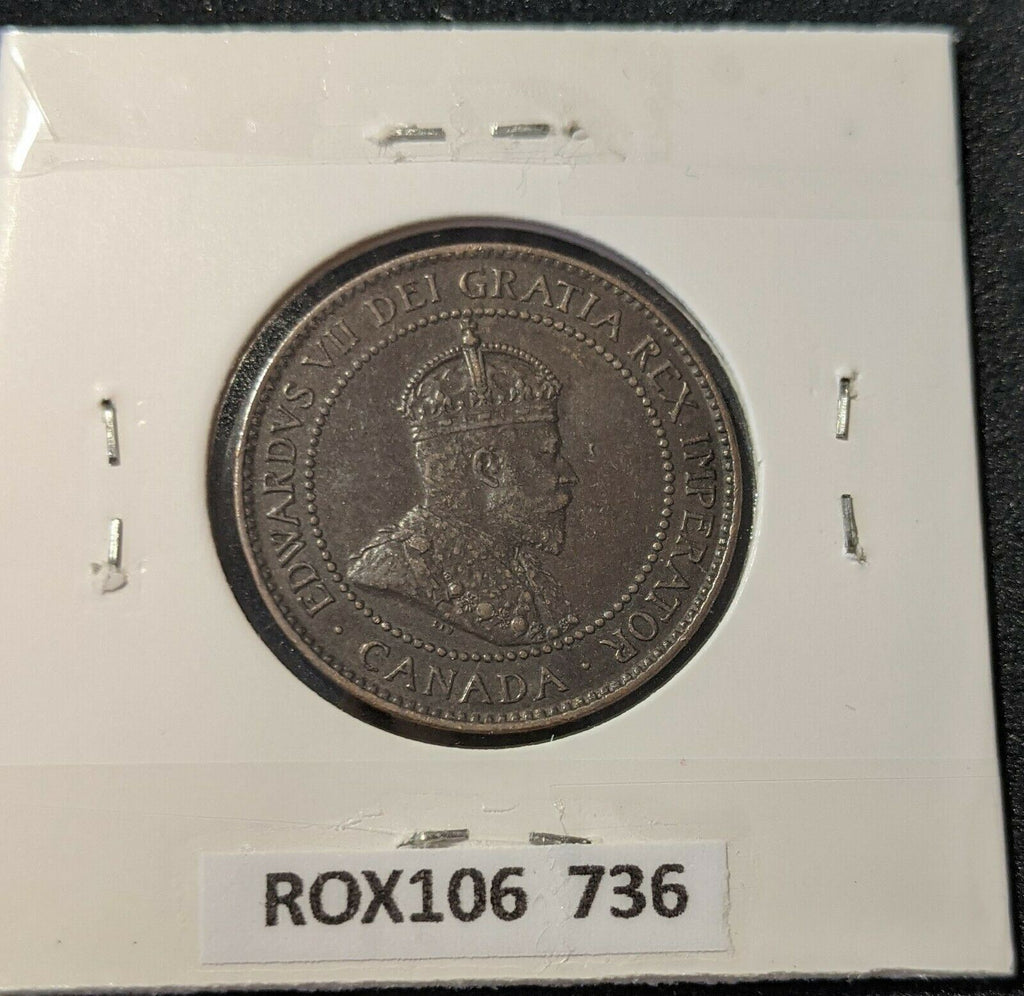 EDWARDVS VII DEI GRATIA REX IMPERATOR
· CANADA ·
ROX106 736